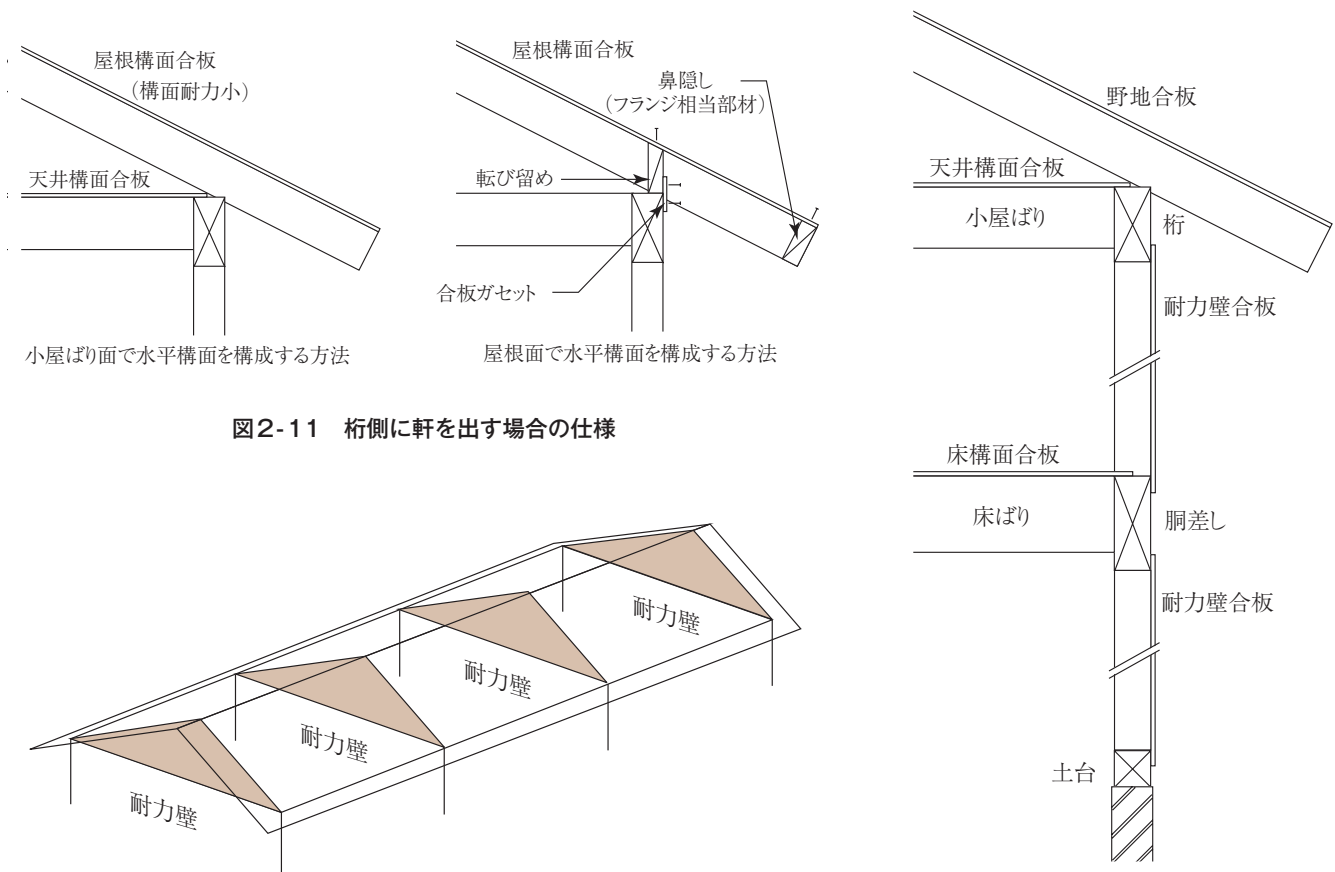 屋根構面合板
（構面耐力小）
天井構面合板
小屋ばり面で水平構面を構成する方法
屋根構面合板
鼻隠し
（フランジ相当部材）
転び留め
合板ガセット
屋根面で水平構面を構成する方法
図2-11 桁側に軒を出す場合の仕様
耐力壁
耐力壁
耐力壁
耐力壁
野地合板
天井構面合板
小屋ばり
桁
耐力壁合板
床構面合板
床ばり
胴差し
耐力壁合板
土台